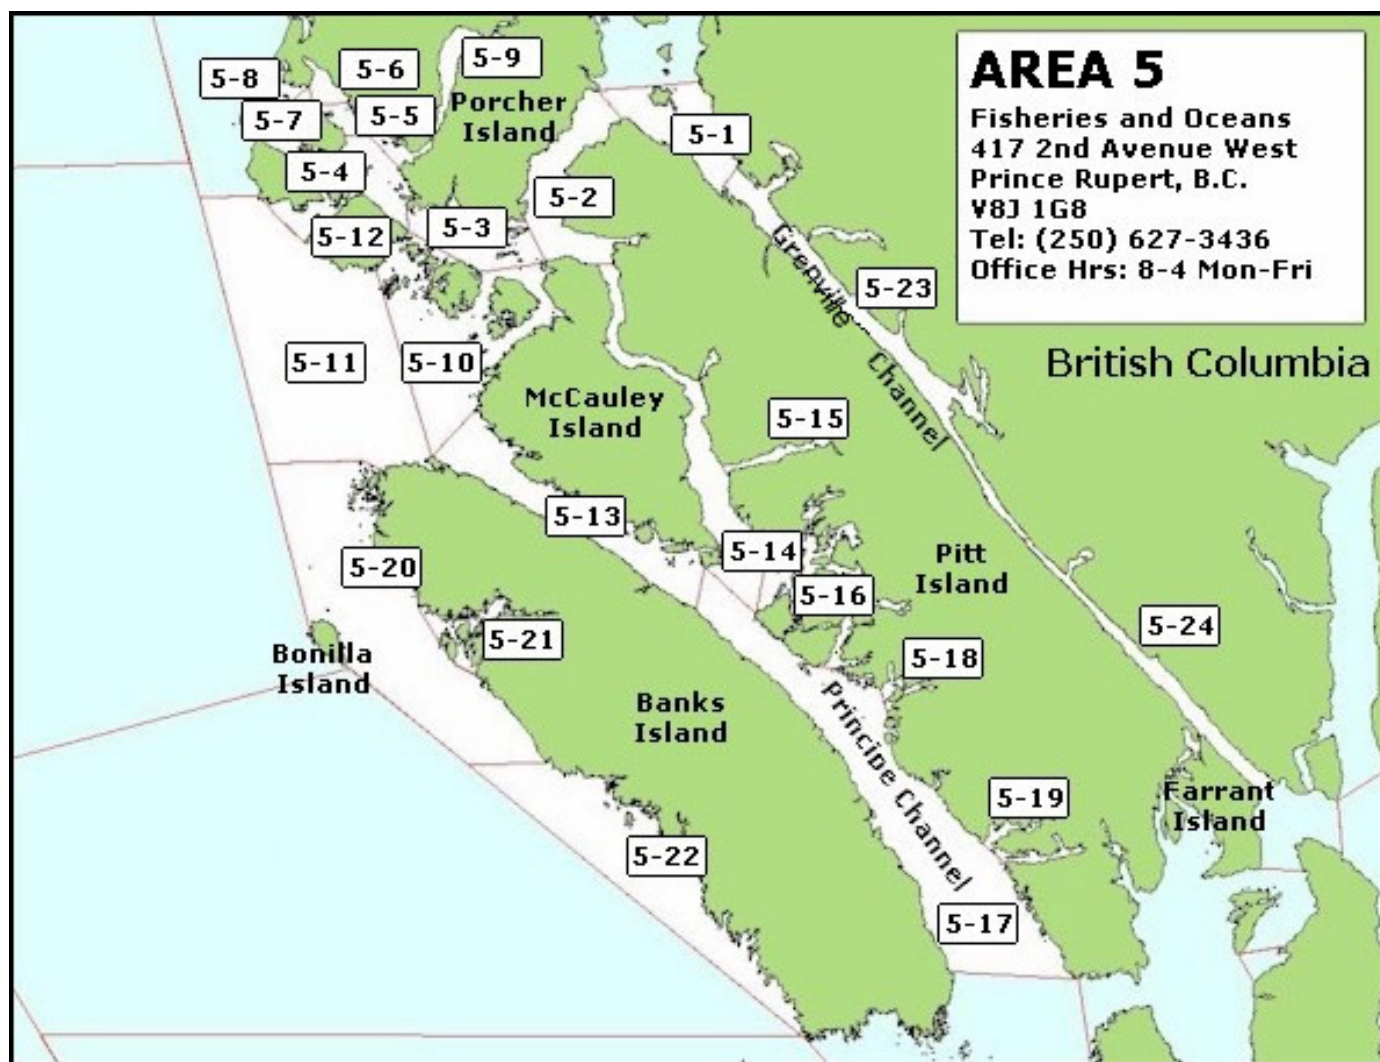 AREA 5
Fisheries and Oceans
417 2nd Avenue West
Prince Rupert, B.C.
V8J 1G8
Tel: (250) 627-3436
Office Hrs: 8-4 Mon-Fri
5-9
5-6
5-8
Porcher
Island
5-5
5-7
5-1
5-4
5-2
5-3
5-12
Grenville
Channel
5-23
British Columbia
5-11
5-10
McCauley
Island
5-15
5-13
5-14
Pitt
Island
5-20
5-16
5-24
5-21
Bonilla
Island
5-18
Banks
Island
Principe Channel
5-19
Farrant
Island
5-22
5-17